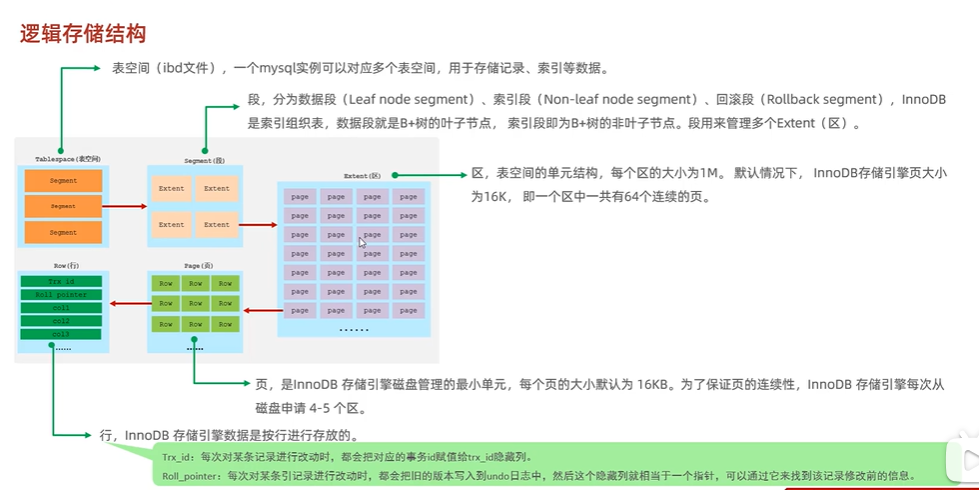 逻辑存储结构
表空间（ibd文件），一个mysql实例可以对应多个表空间，用于存储记录、索引等数据。
段，分为数据段（Leaf node segment）、索引段（Non-leaf node segment）、回滚段（Rollback segment），InnoDB
是索引组织表，数据段就是B+树的叶子节点， 索引段即为B+树的非叶子节点。段用来管理多个Extent（区）。
Tablespace(表空间)
Segment
Segment
Segment
Segment(段)
Extent Extent
Extent Extent
Extent(区)
page page page page
page page page page
page page page page
page page page page
page page page page
page page page page
page page page page
......
区，表空间的单元结构，每个区的大小为1M。 默认情况下， InnoDB存储引擎页大小
为16K， 即一个区中一共有64个连续的页。
Row(行)
Trx id
Roll pointer
col1
col2
col3
......
Page(页)
Row Row Row
Row Row Row
Row Row Row
......
页，是InnoDB 存储引擎磁盘管理的最小单元，每个页的大小默认为 16KB。为了保证页的连续性，InnoDB 存储引擎每次从
磁盘申请 4-5 个区。
行，InnoDB 存储引擎数据是按行进行存放的。
Trx_id：每次对某条记录进行改动时，都会把对应的事务id赋值给trx_id隐藏列。
Roll_pointer：每次对某条引记录进行改动时，都会把旧的版本写入到undo日志中，然后这个隐藏列就相当于一个指针，可以通过它来找到该记录修改前的信息。